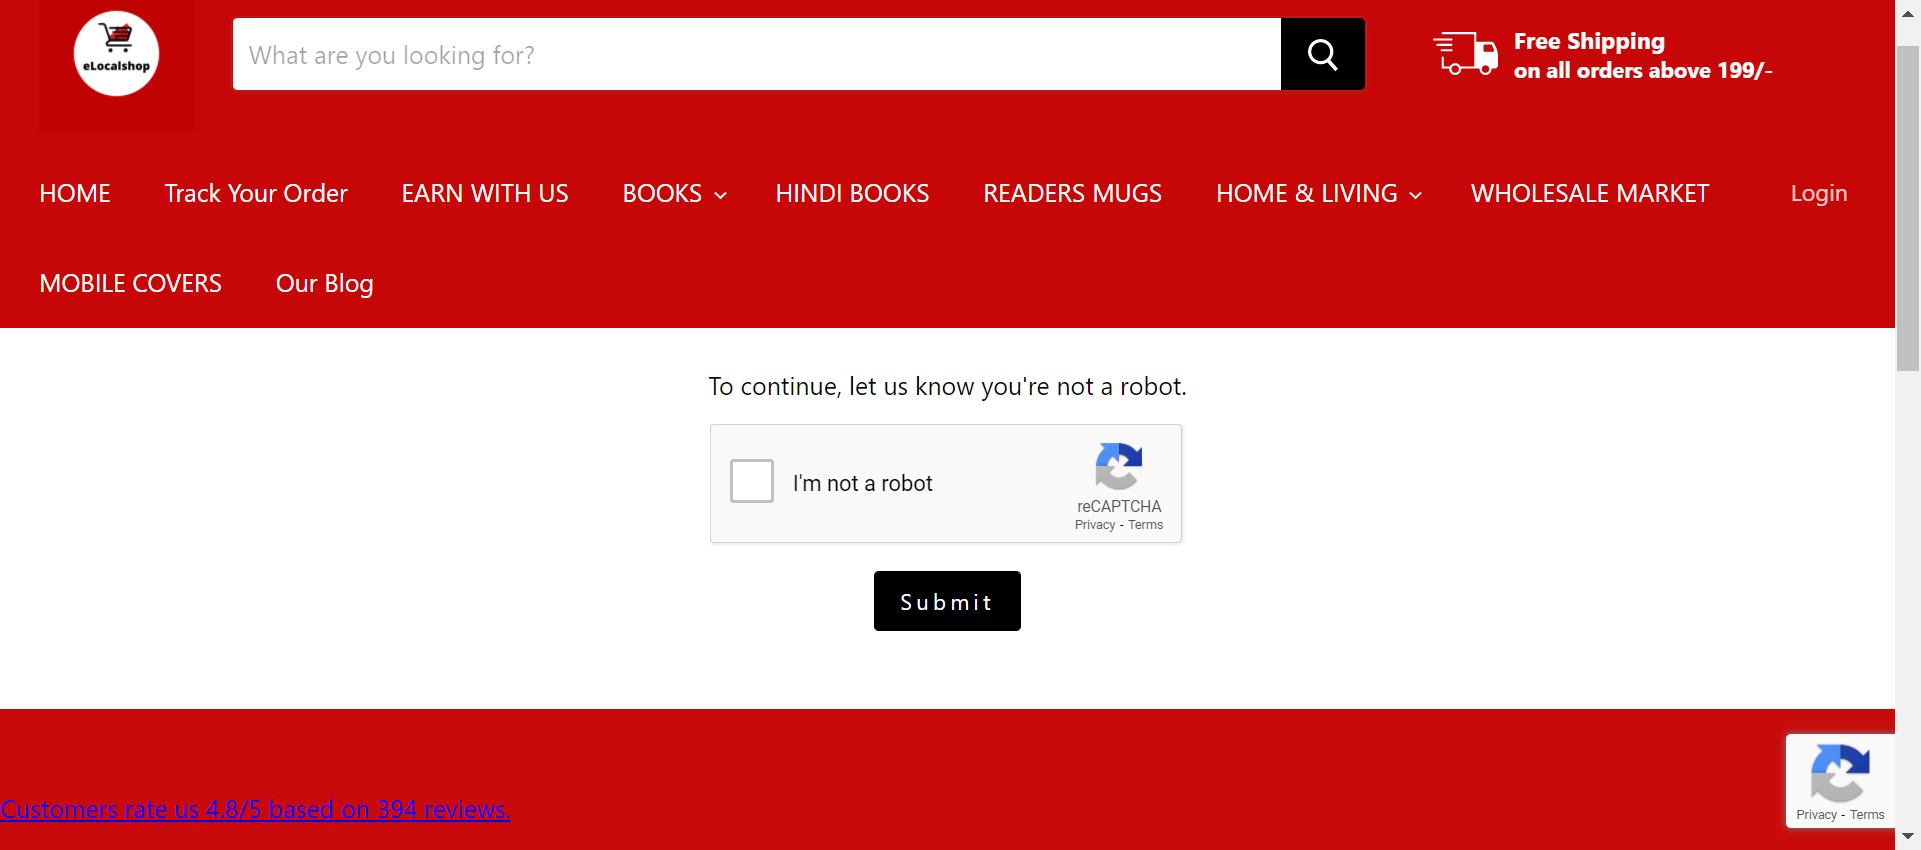 eLocalshop
What are you looking for?
Free Shipping
on all orders above 199/-
HOME
Track Your Order
EARN WITH US
BOOKS
HINDI BOOKS
READERS MUGS
HOME & LIVING
WHOLESALE MARKET
Login
MOBILE COVERS
Our Blog
To continue, let us know you're not a robot.
I'm not a robot
reCAPTCHA
Privacy - Terms
Submit
Customers rate us 4.8/5 based on 394 reviews.
Privacy - Terms